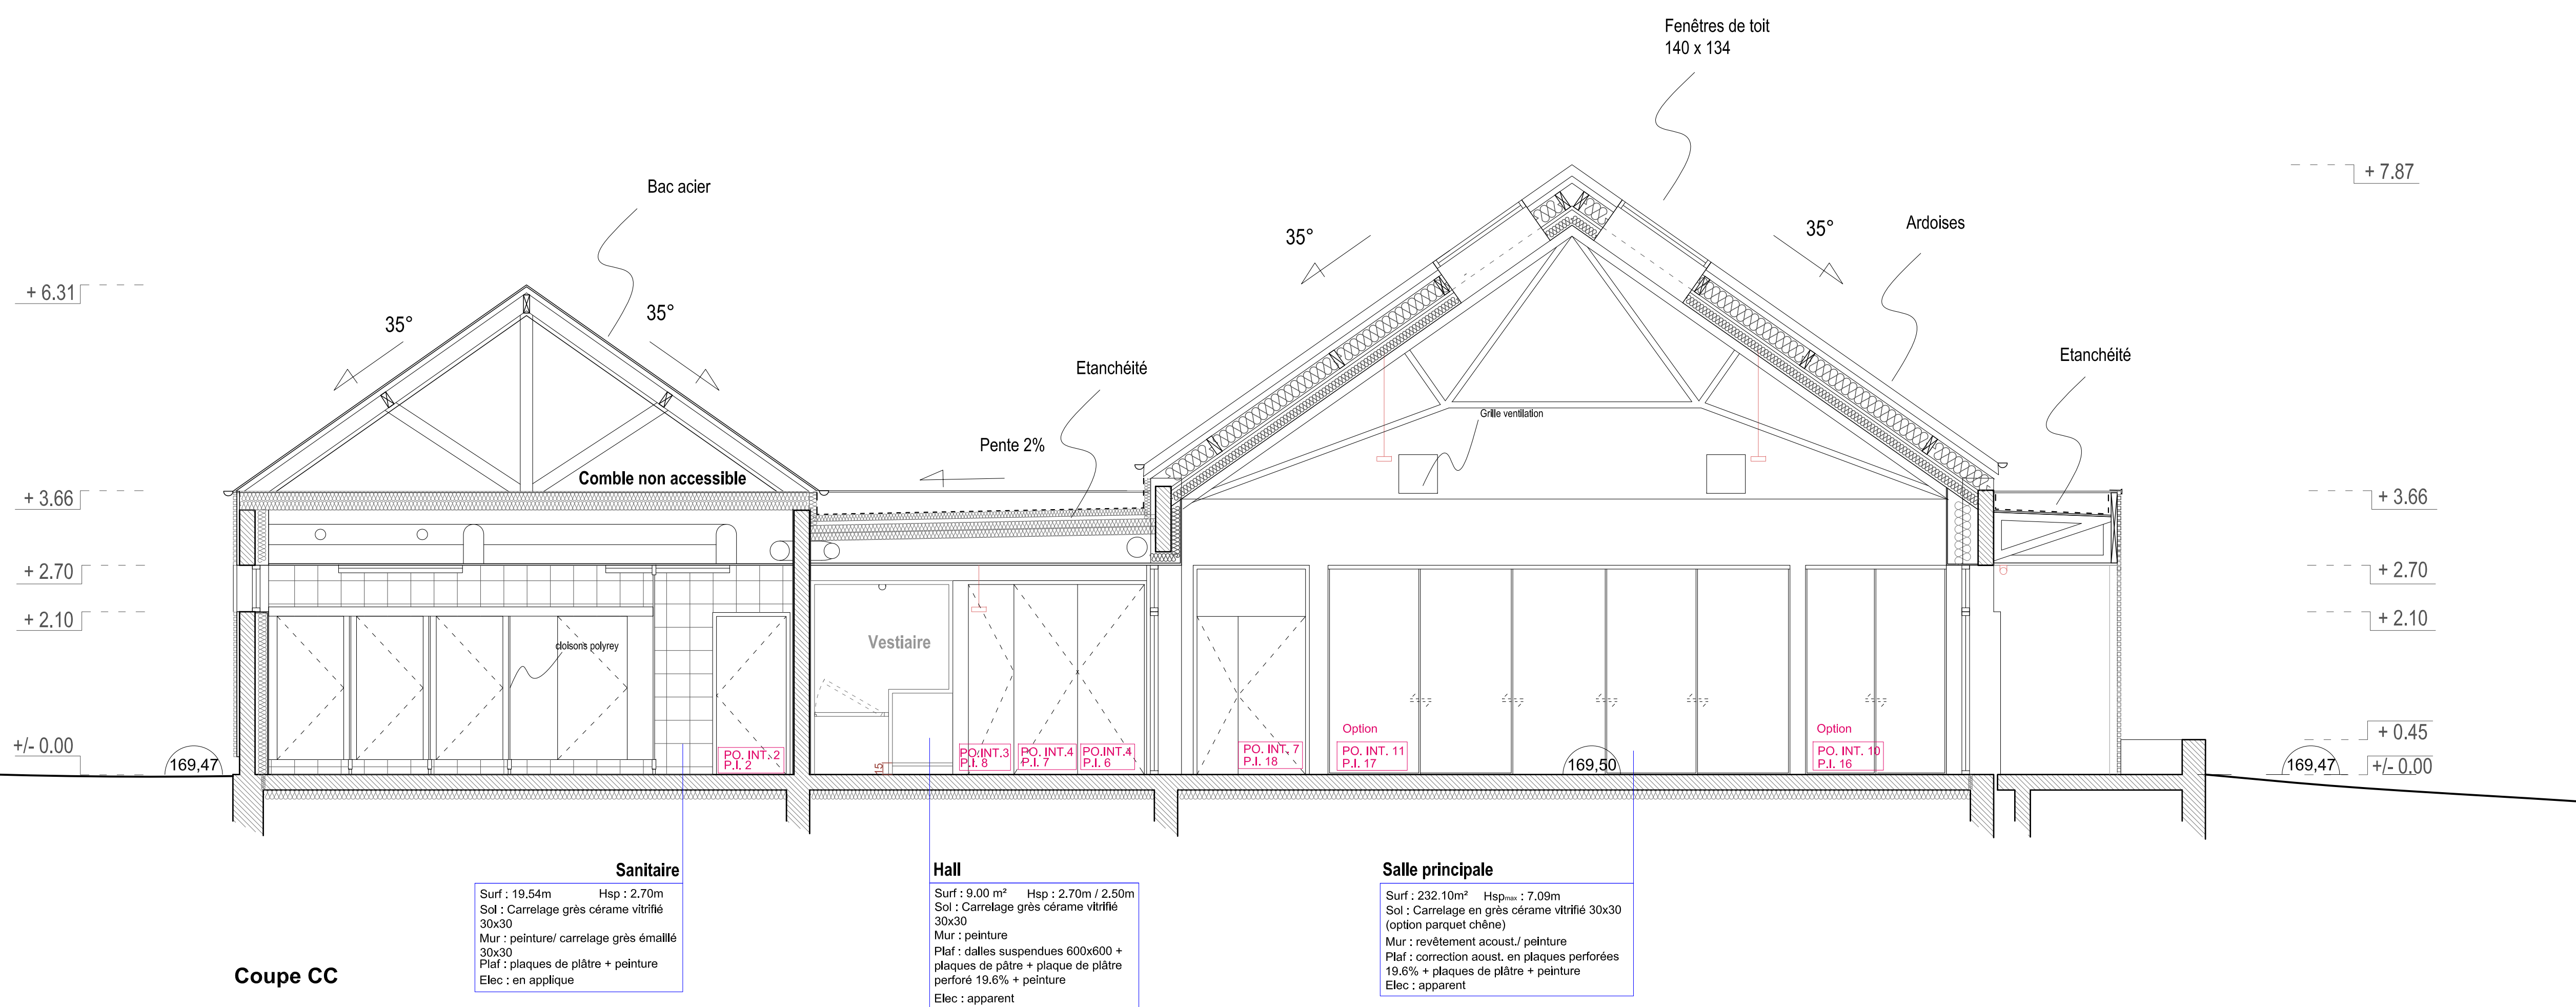 Fenêtres de toit
140 x 134
+ 7.87
Bac acier
35°
35°
35°
35°
Ardoises
+ 6.31
Etanchéité
Etanchéité
Pente 2%
Grille ventilation
Comble non accessible
+ 3.66
+ 3.66
+ 2.70
+ 2.70
+ 2.10
+ 2.10
cloisons polyrey
Vestiaire
Option
Option
+ 0.45
+/- 0.00
+/- 0.00
169,47
169,50
169,47
15
PO. INT. 2
P.I. 2
PO.INT.3
P.I. 8
PO. INT.4
P.I. 7
PO.INT.4
P.I. 6
PO. INT. 7
P.I. 18
PO. INT. 11
P.I. 17
PO. INT. 10
P.I. 16
Sanitaire
Surf : 19.54m Hsp : 2.70m
Sol : Carrelage grès cérame vitrifié
30x30
Mur : peinture/ carrelage grès émaillé
30x30
Plaf : plaques de plâtre + peinture
Elec : en applique
Hall
Surf : 9.00 m² Hsp : 2.70m / 2.50m
Sol : Carrelage grès cérame vitrifié
30x30
Mur : peinture
Plaf : dalles suspendues 600x600 +
plaques de pâtre + plaque de plâtre
perforé 19.6% + peinture
Elec : apparent
Salle principale
Surf : 232.10m² Hspmax : 7.09m
Sol : Carrelage en grès cérame vitrifié 30x30
(option parquet chêne)
Mur : revêtement acoust./ peinture
Plaf : correction aoust. en plaques perforées
19.6% + plaques de plâtre + peinture
Elec : apparent
Coupe CC